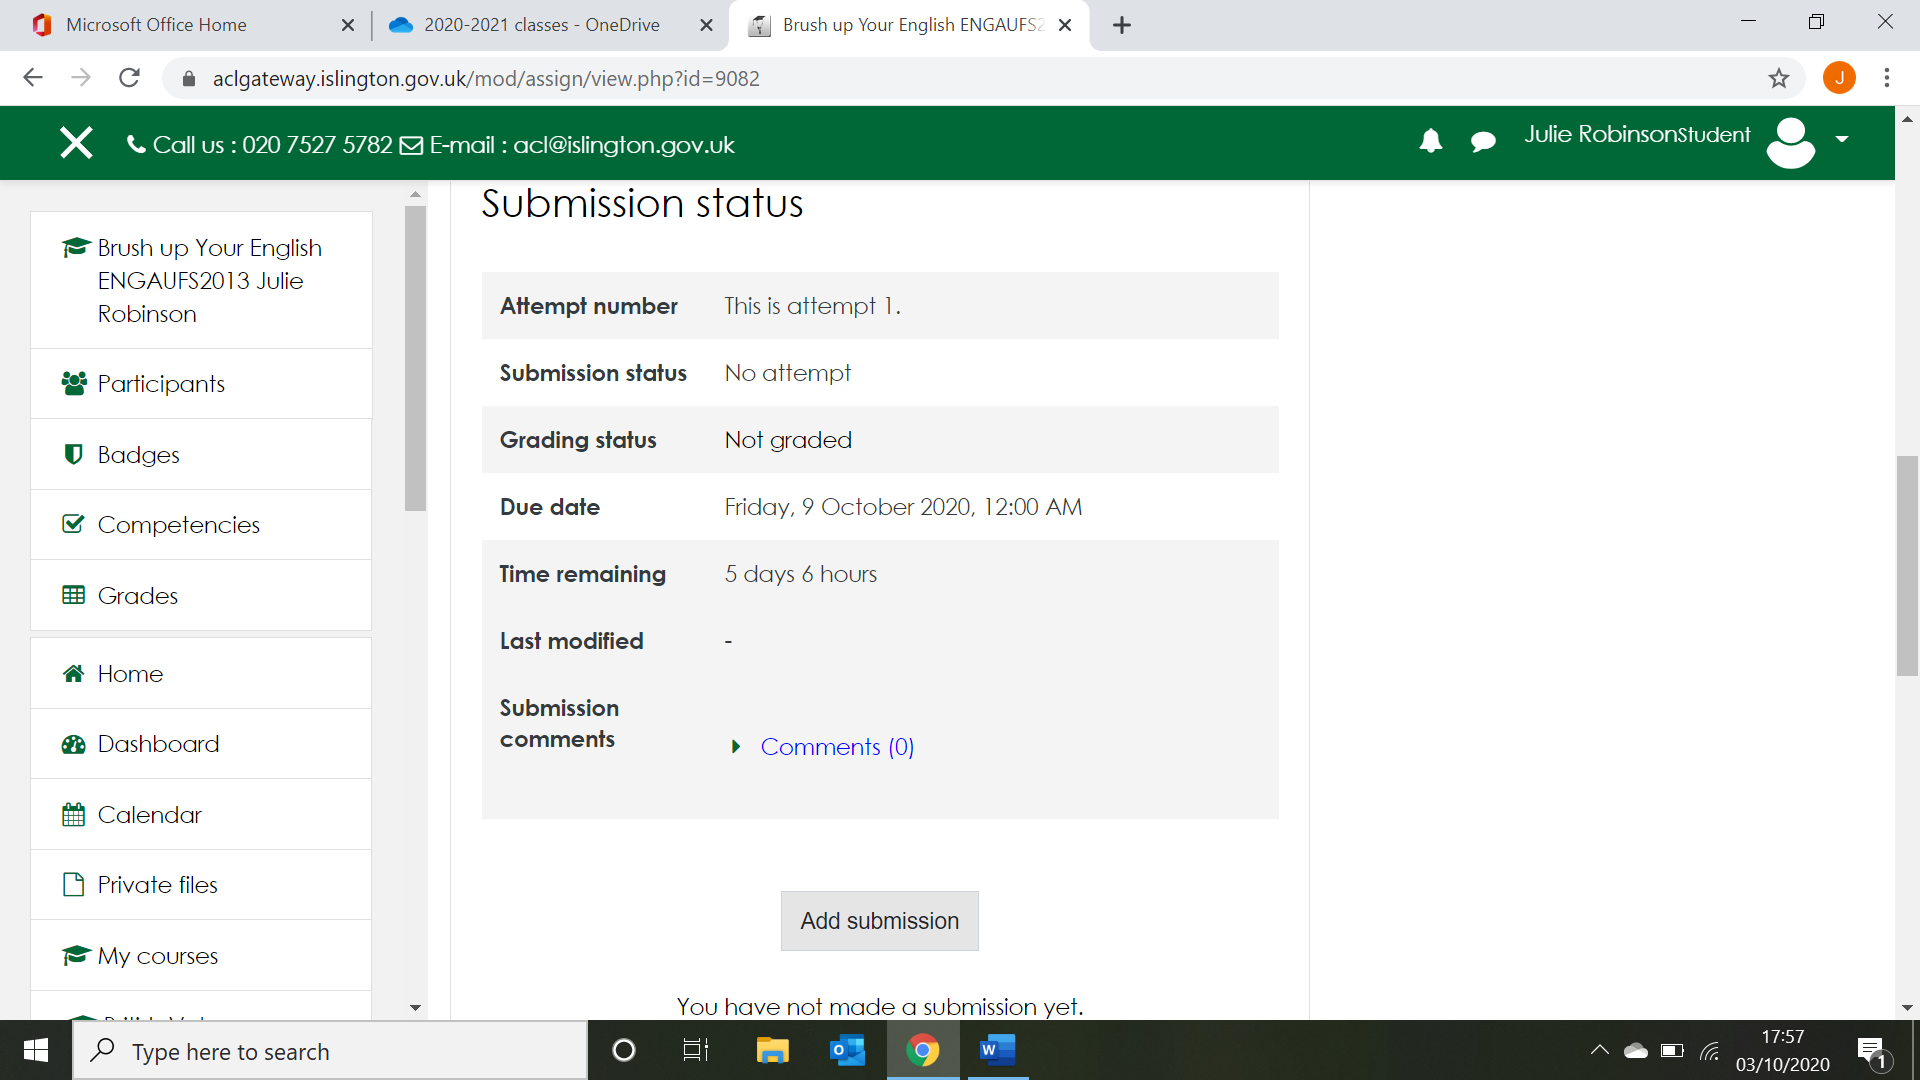 Microsoft Office Home
2020-2021 classes - OneDrive
Brush up Your English ENGAUFS2
aclgateway.islington.gov.uk/mod/assign/view.php?id=9082
J
Call us : 020 7527 5782 E-mail : acl@islington.gov.uk
Julie RobinsonStudent
Brush up Your English
ENGAUFS2013 Julie
Robinson
Participants
Badges
Competencies
Grades
Home
Dashboard
Calendar
Private files
My courses
Submission status
Attempt number This is attempt 1.
Submission status No attempt
Grading status Not graded
Due date Friday, 9 October 2020, 12:00 AM
Time remaining 5 days 6 hours
Last modified -
Submission
comments
Comments (0)
Add submission
You have not made a submission yet.
Type here to search
17:57
03/10/2020
1